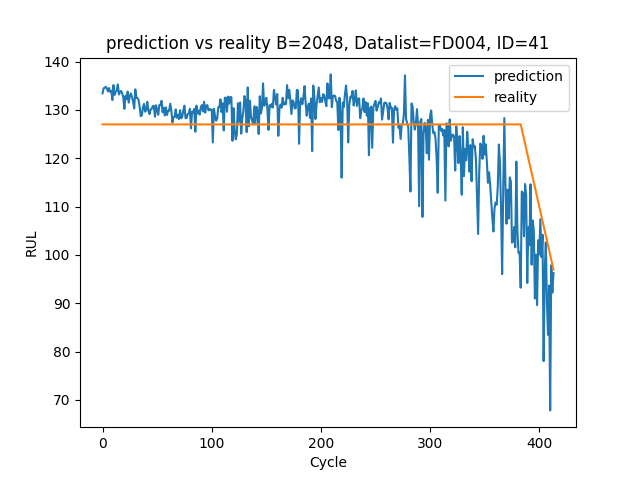 prediction vs reality B=2048, Datalist=FD004, ID=41
prediction
reality
140
130
120
110
100
90
80
70
RUL
0
100
200
300
400
Cycle